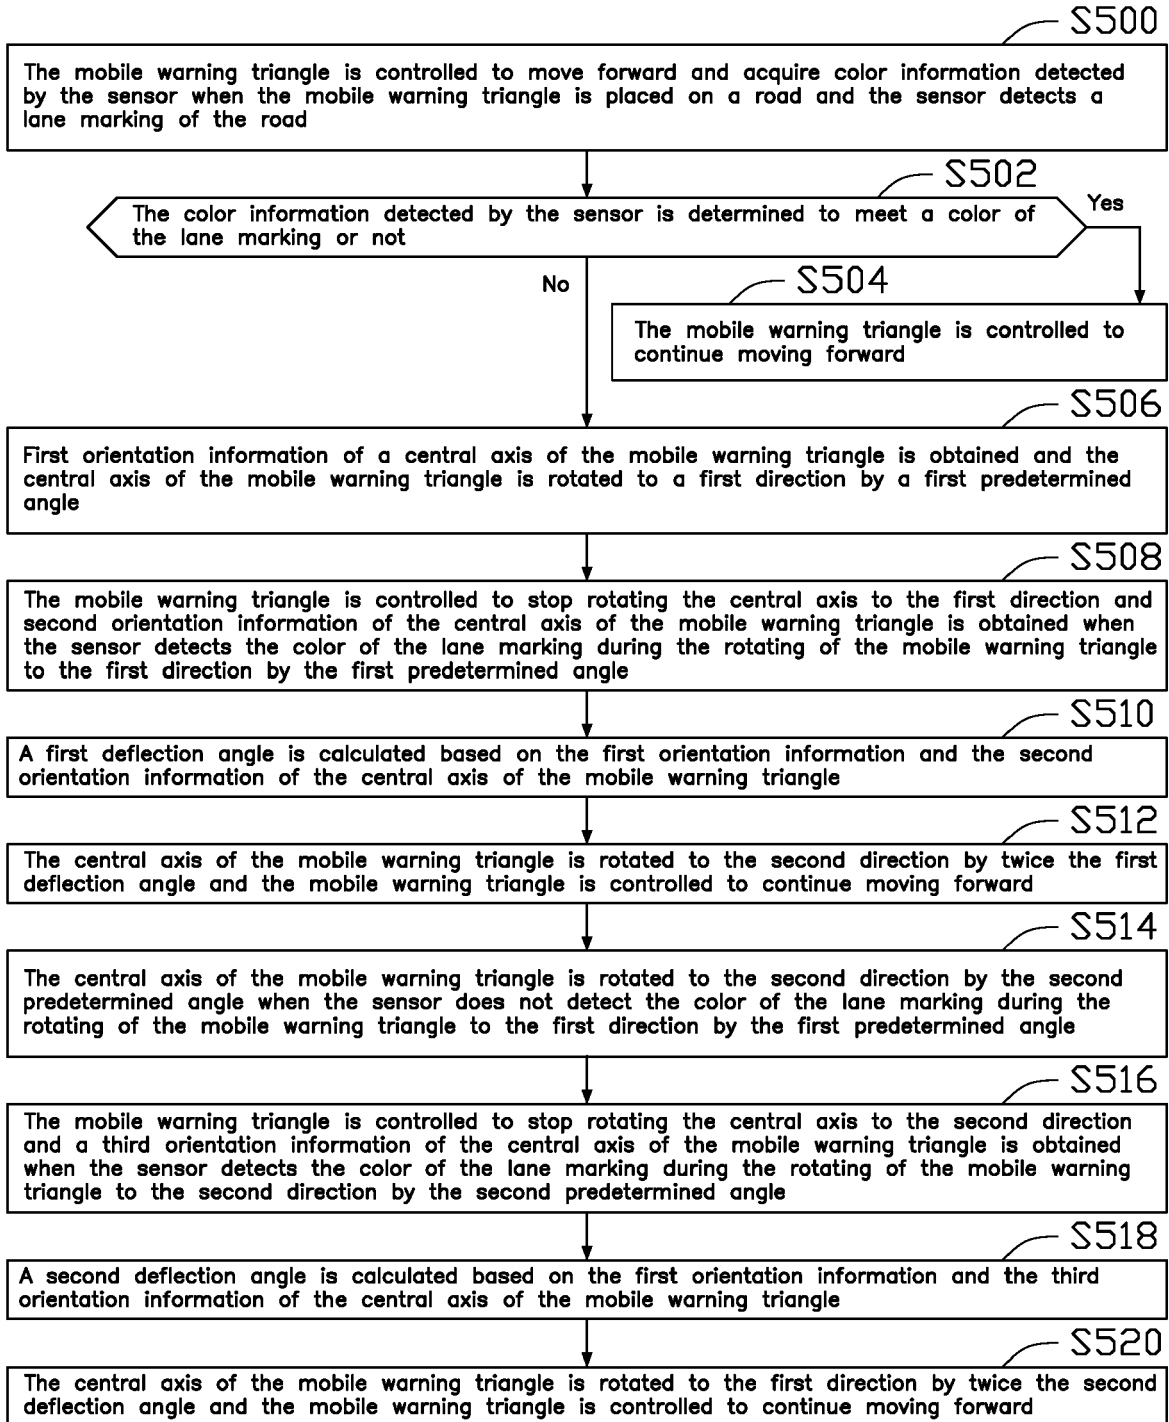 S500
The mobile warning triangle is controlled to move forward and acquire color information detected
by the sensor when the mobile warning triangle is placed on a road and the sensor detects a
lane marking of the road
S502
The color information detected by the sensor is determined to meet a color of
the lane marking or not
Yes
No
S504
The mobile warning triangle is controlled to
continue moving forward
S506
First orientation information of a central axis of the mobile warning triangle is obtained and the
central axis of the mobile warning triangle is rotated to a first direction by a first predetermined
angle
S508
The mobile warning triangle is controlled to stop rotating the central axis to the first direction and
second orientation information of the central axis of the mobile warning triangle is obtained when
the sensor detects the color of the lane marking during the rotating of the mobile warning triangle
to the first direction by the first predetermined angle
S510
A first deflection angle is calculated based on the first orientation information and the second
orientation information of the central axis of the mobile warning triangle
S512
The central axis of the mobile warning triangle is rotated to the second direction by twice the first
deflection angle and the mobile warning triangle is controlled to continue moving forward
S514
The central axis of the mobile warning triangle is rotated to the second direction by the second
predetermined angle when the sensor does not detect the color of the lane marking during the
rotating of the mobile warning triangle to the first direction by the first predetermined angle
S516
The mobile warning triangle is controlled to stop rotating the central axis to the second direction
and a third orientation information of the central axis of the mobile warning triangle is obtained
when the sensor detects the color of the lane marking during the rotating of the mobile warning
triangle to the second direction by the second predetermined angle
S518
A second deflection angle is calculated based on the first orientation information and the third
orientation information of the central axis of the mobile warning triangle
S520
The central axis of the mobile warning triangle is rotated to the first direction by twice the second
deflection angle and the mobile warning triangle is controlled to continue moving forward